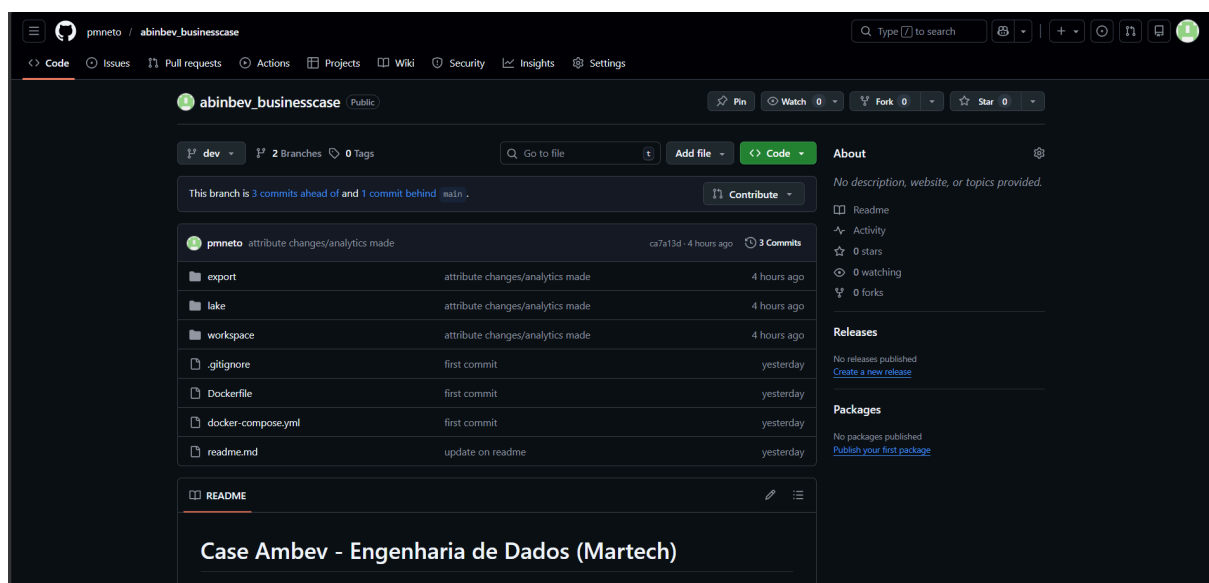 pmneto / abinbev_businesscase
Type / to search
Code Issues Pull requests Actions Projects Wiki Security Insights Settings
abinbev_businesscase Public
Pin Watch 0 Fork 0 Star 0
dev 2 Branches 0 Tags
Go to file t Add file Code
This branch is 3 commits ahead of and 1 commit behind main .
Contribute
pmneto attribute changes/analytics made ca7a13d · 4 hours ago 3 Commits
export attribute changes/analytics made 4 hours ago
lake attribute changes/analytics made 4 hours ago
workspace attribute changes/analytics made 4 hours ago
.gitignore first commit yesterday
Dockerfile first commit yesterday
docker-compose.yml first commit yesterday
readme.md update on readme yesterday
README
Case Ambev - Engenharia de Dados (Martech)
About
No description, website, or topics provided.
Readme
Activity
0 stars
0 watching
0 forks
Releases
No releases published
Create a new release
Packages
No packages published
Publish your first package